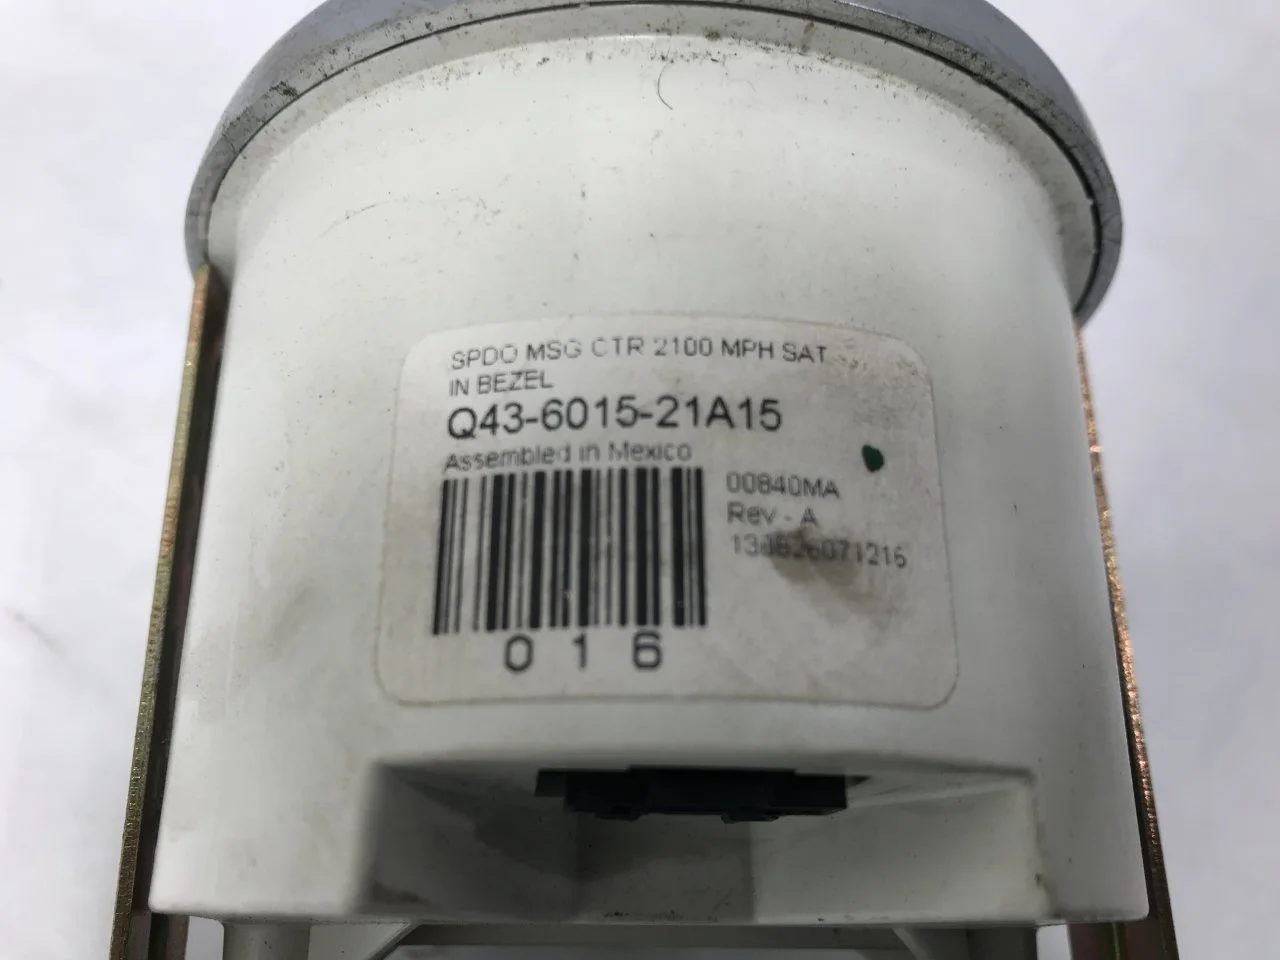 SPDO MSG CTR 2100 MPH SAT
IN BEZEL
Q43-6015-21A15
Assembled in Mexico
00840MA
Rev - A
016